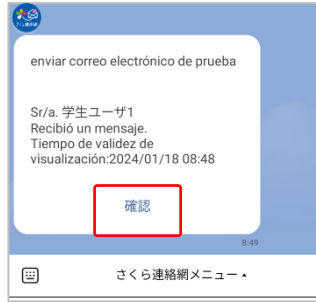 enviar correo electrónico de prueba
Sr/a. 学生ユーザ1
Recibió un mensaje.
Tiempo de validez de
visualización:2024/01/18 08:48
確認
8:49
さくら連絡網メニュー